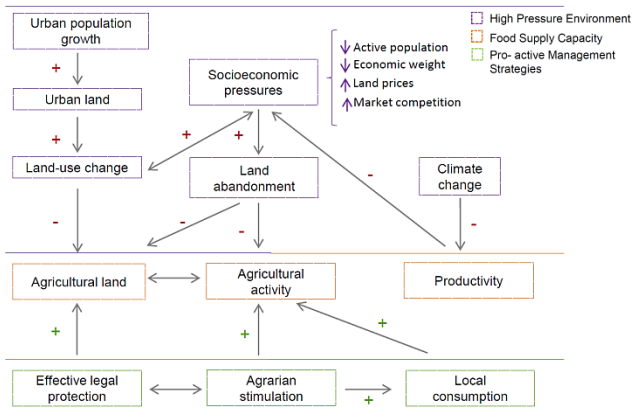 Urban population
growth
High Pressure Environment
Food Supply Capacity
Pro- active Management
Strategies
Active population
Economic weight
Land prices
Market competition
Socioeconomic
pressures
+
Urban land
+
+
+
Land-use change
Land
abandonment
Climate
change
-
-
-
-
-
Agricultural land
Agricultural
activity
Productivity
+
+
+
Effective legal
protection
Agrarian
stimulation
+
Local
consumption